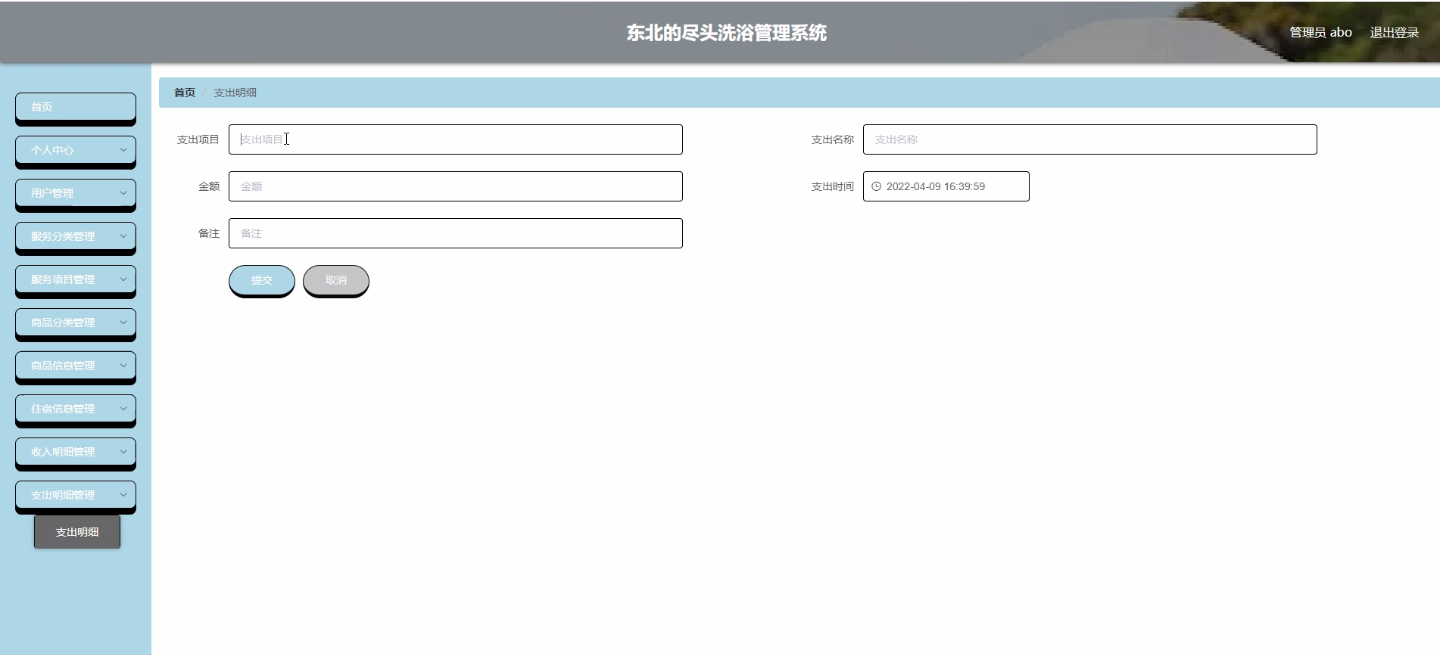 东北的尽头洗浴管理系统
管理员 abo 退出登录
首页 / 支出明细
首页
个人中心
用户管理
服务分类管理
服务项目管理
商品分类管理
商品信息管理
住宿信息管理
收入明细管理
支出明细管理
支出明细
支出项目 支出项目 支出名称 支出名称
金额 金额 支出时间 2022-04-09 16:39:59
备注 备注
提交 取消